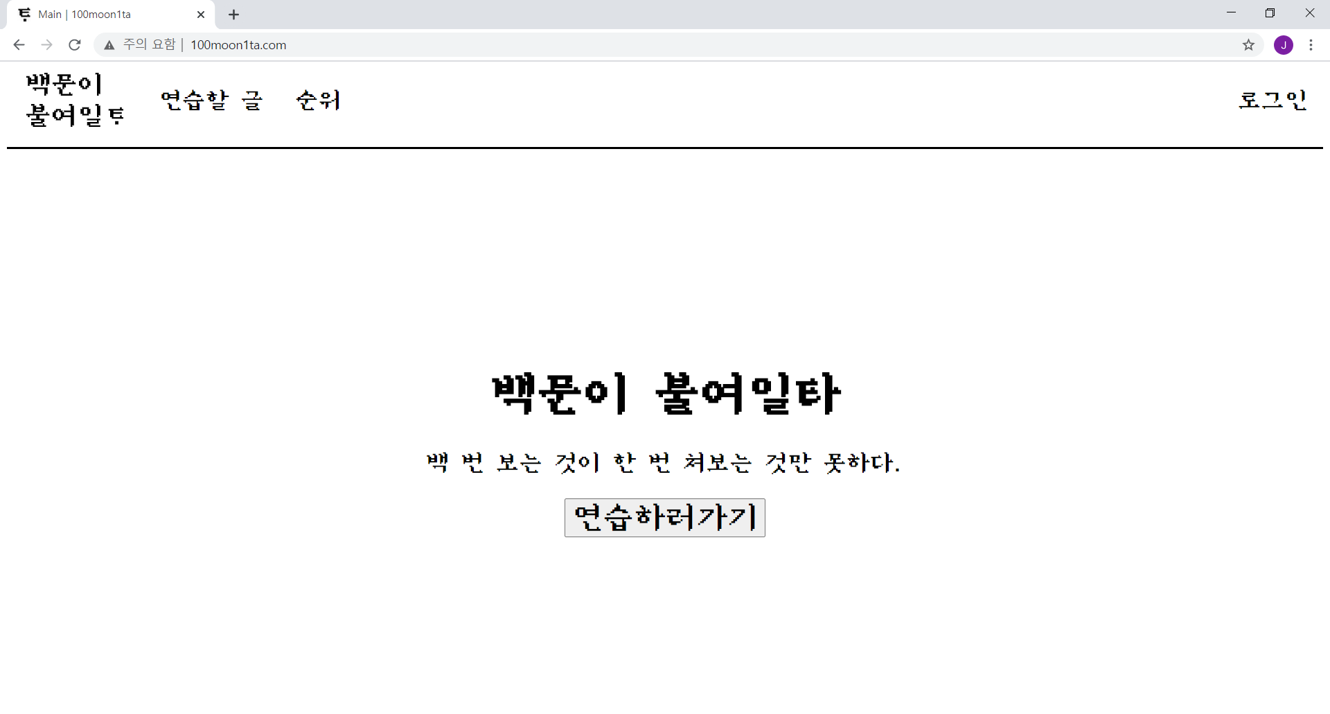 Main | 100moon1ta
주의 요함 | 100moon1ta.com
J
백문이
불여일타
연습할 글 순위
로그인
백문이 불여일타
백 번 보는 것이 한 번 쳐보는 것만 못하다.
연습하러가기